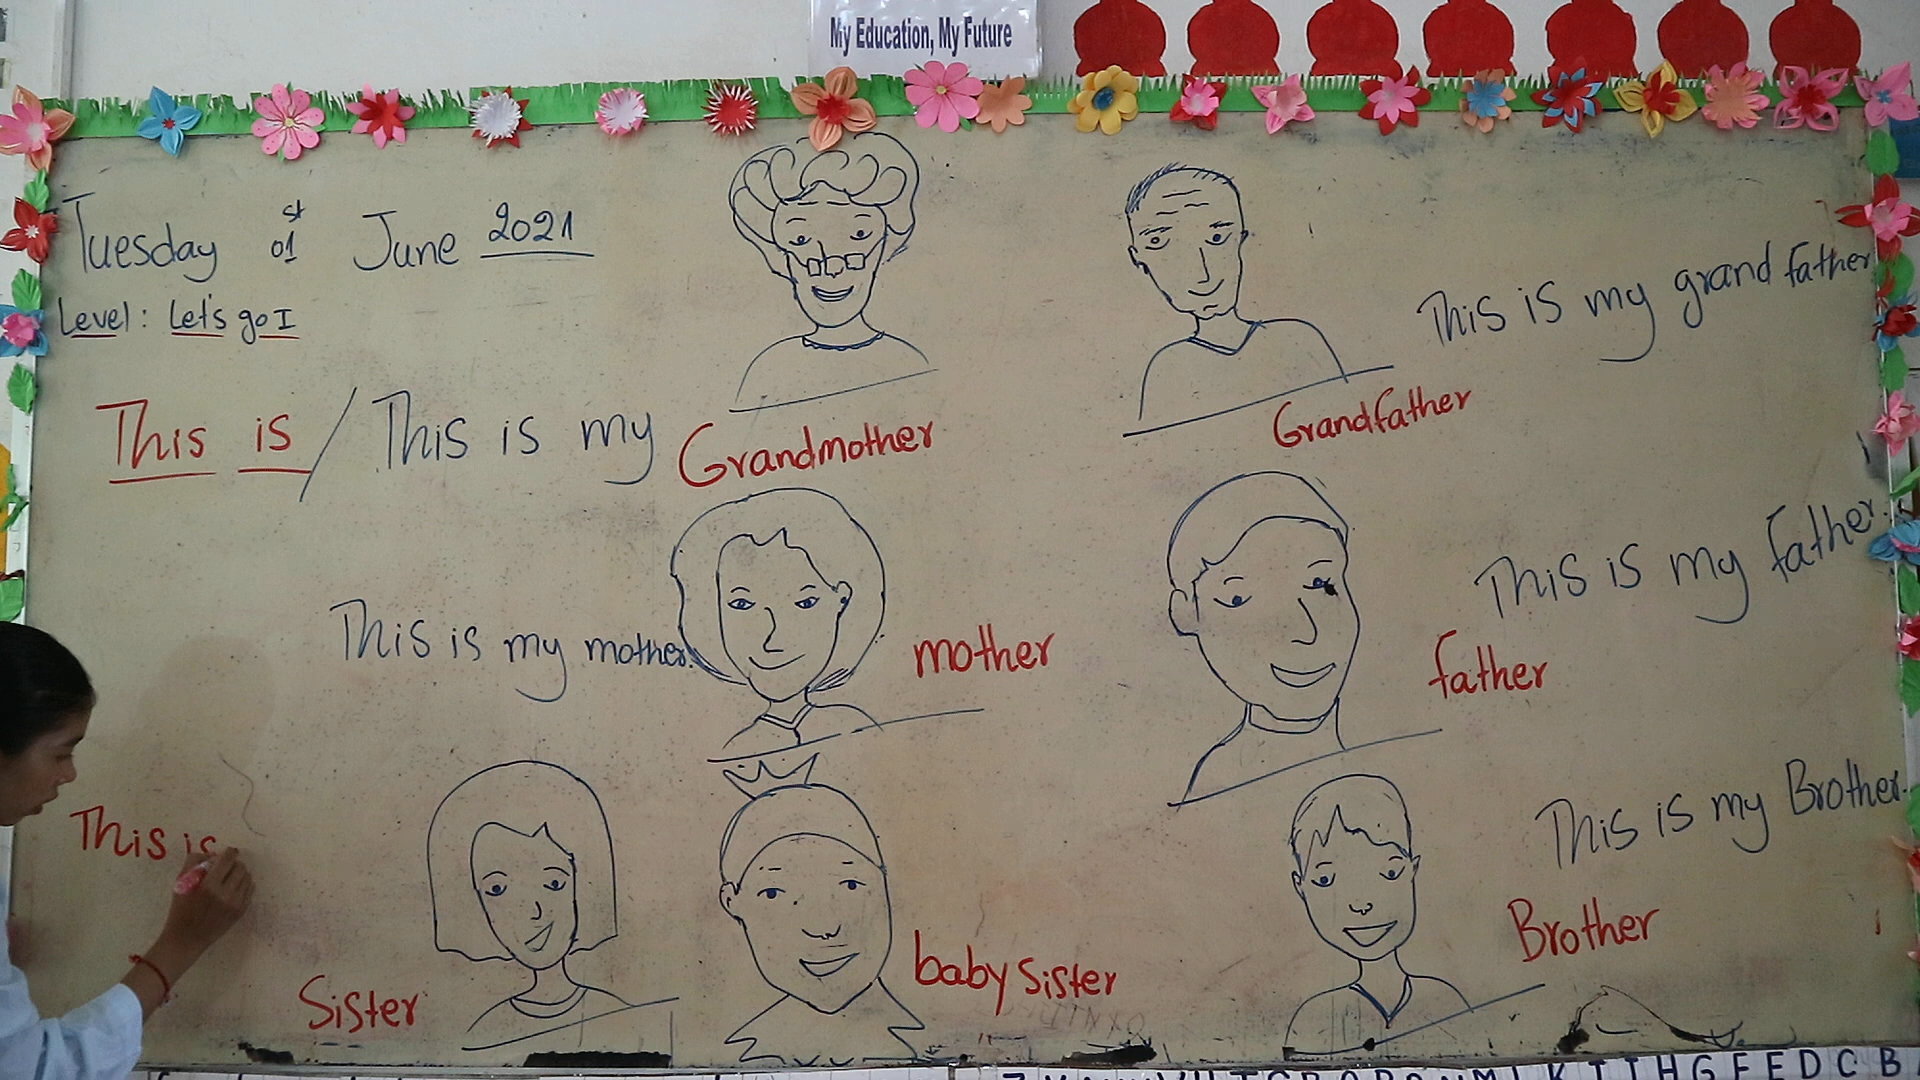 My Education, My Future
Tuesday 01st June 2021
Level: Let's go I
This is / This is my Grandmother
Grandfather
This is my grand father
This is my mother.
mother
This is my father.
father
This is
Sister
baby sister
This is my Brother.
Brother
H G F E D C B